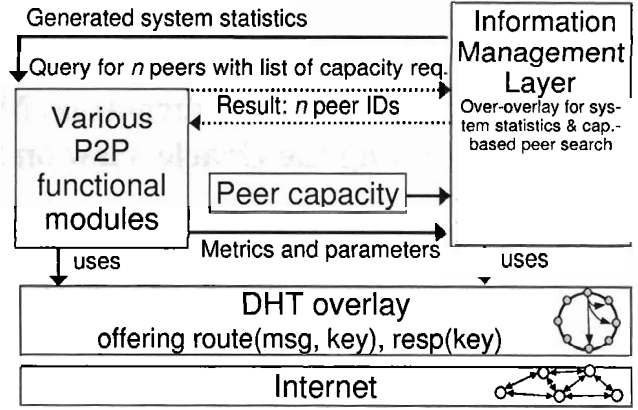 Generated system statistics
Information
Management
Layer
Over-overlay for sys-
tem statistics & cap.-
based peer search
Query for n peers with list of capacity req.
Result: n peer IDs
Various
P2P
functional
modules
Peer capacity
Metrics and parameters
uses
uses
DHT overlay
offering route(msg, key), resp(key)
Internet